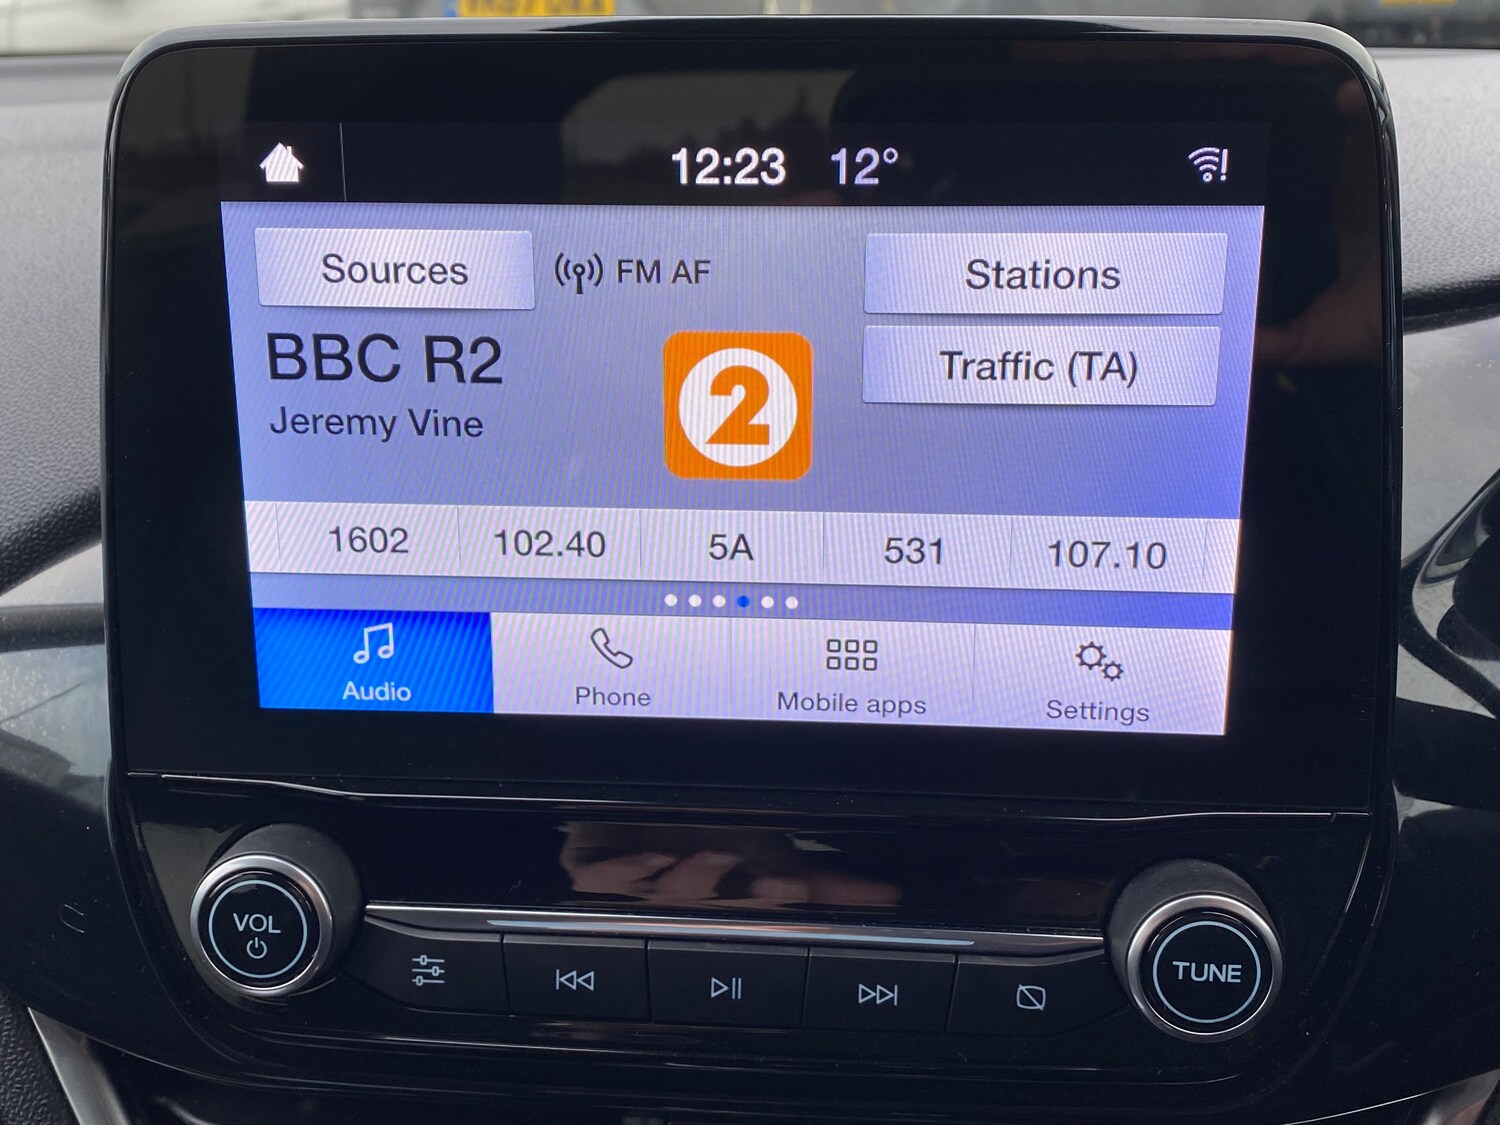 12:23 12°
Sources FM AF Stations
BBC R2
Traffic (TA)
Jeremy Vine
2
1602 102.40 5A 531 107.10
Audio Phone Mobile apps Settings
VOL
TUNE